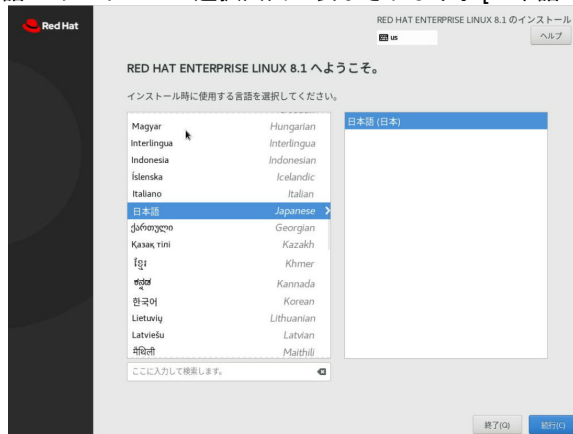 Red Hat
RED HAT ENTERPRISE LINUX 8.1 のインストール
us
ヘルプ
RED HAT ENTERPRISE LINUX 8.1 へようこそ。
インストール時に使用する言語を選択してください。
Magyar Hungarian
Interlingua Interlingua
Indonesia Indonesian
Íslenska Icelandic
Italiano Italian
日本語 Japanese
ქართული Georgian
Қазақ тілі Kazakh
ខ្មែរ Khmer
ಕನ್ನಡ Kannada
한국어 Korean
Lietuvių Lithuanian
Latviešu Latvian
मैथिली Maithili
日本語 (日本)
ここに入力して検索します。
終了(Q)
続行(C)